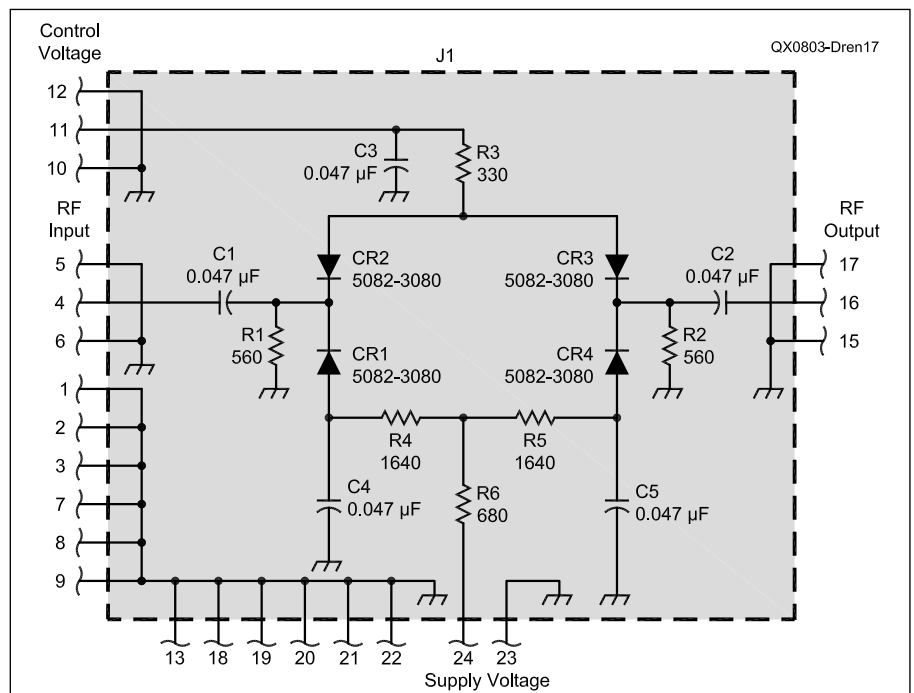 Control
Voltage
J1
QX0803-Dren17
12
11
10
C3
0.047 µF
R3
330
RF
Input
RF
Output
5
4
6
C1
0.047 µF
CR2
5082-3080
CR3
5082-3080
C2
0.047 µF
17
16
15
R1
560
CR1
5082-3080
CR4
5082-3080
R2
560
1
2
3
7
8
9
R4
1640
R5
1640
C4
0.047 µF
R6
680
C5
0.047 µF
13 18 19 20 21 22 24 23
Supply Voltage